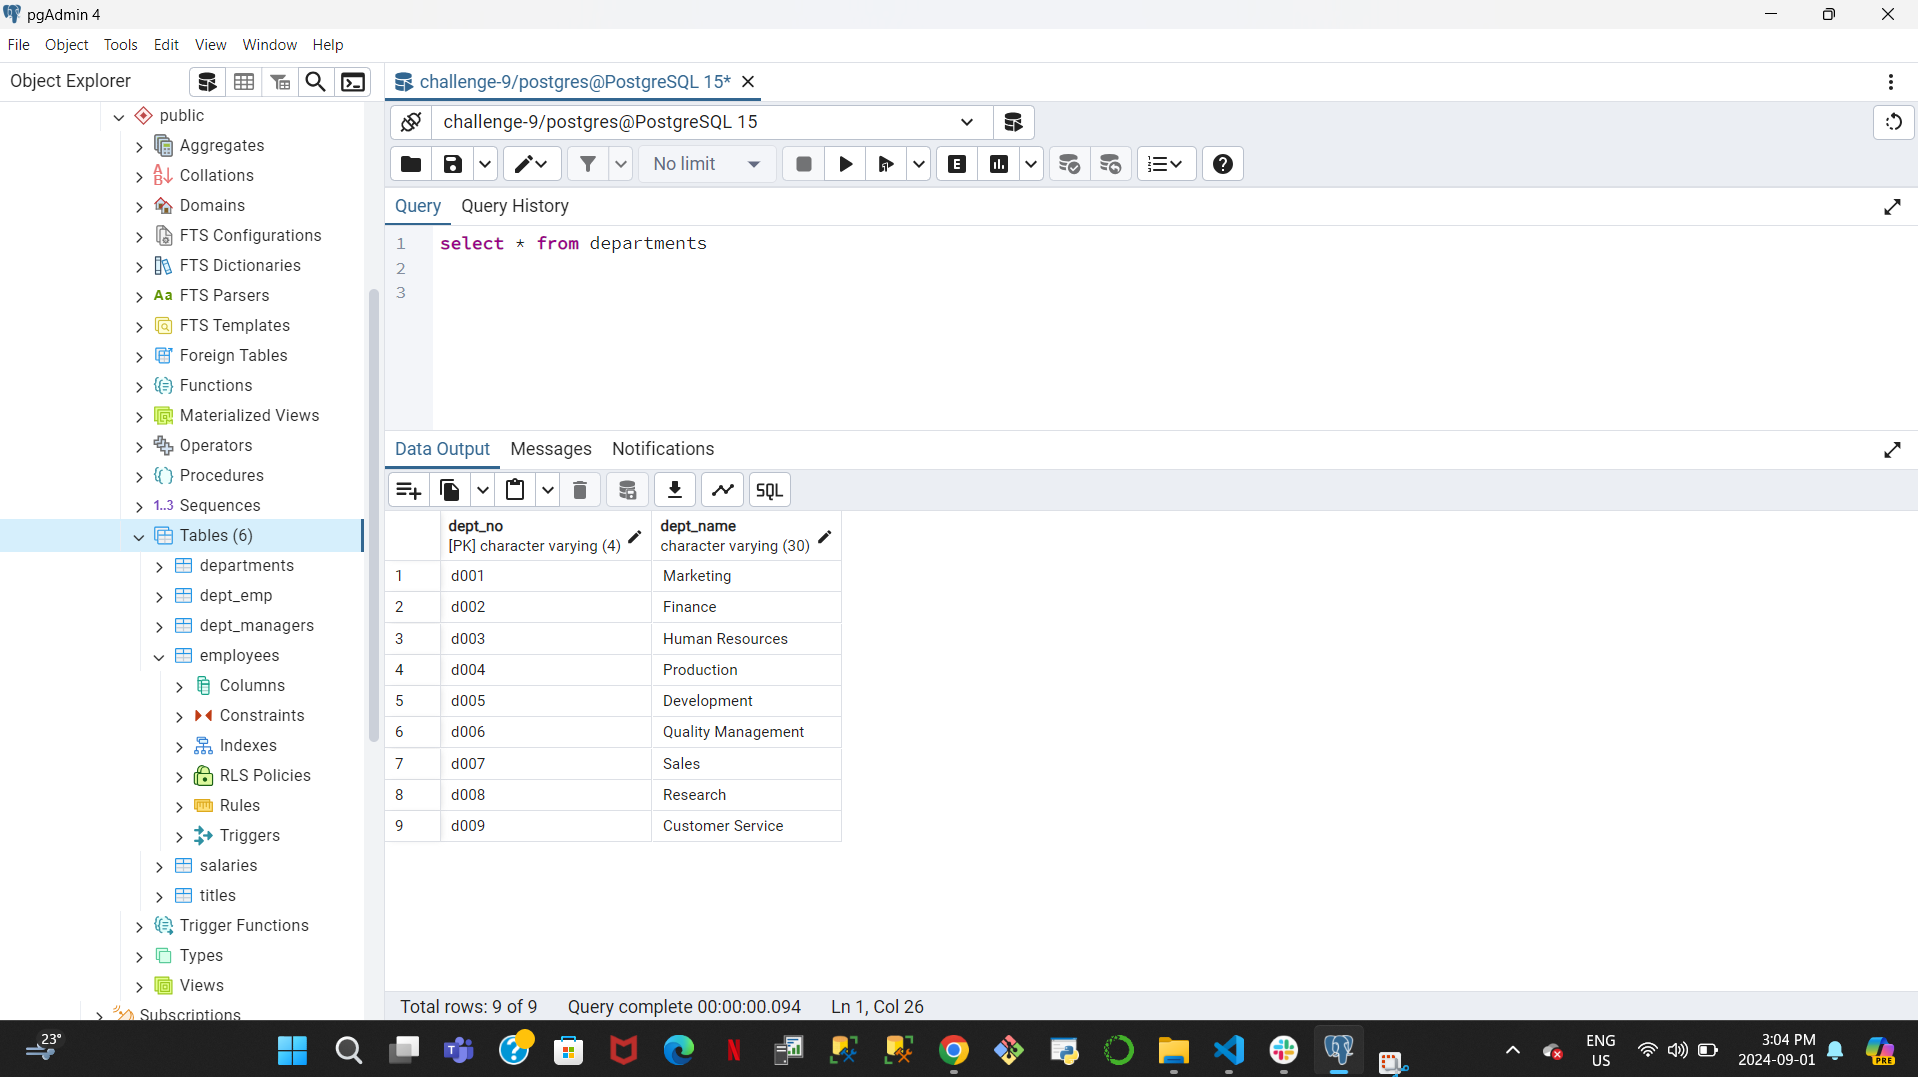 pgAdmin 4
File Object Tools Edit View Window Help
Object Explorer
challenge-9/postgres@PostgreSQL 15*
public
Aggregates
Collations
Domains
FTS Configurations
FTS Dictionaries
Aa FTS Parsers
FTS Templates
Foreign Tables
Functions
Materialized Views
Operators
Procedures
1..3 Sequences
Tables (6)
departments
dept_emp
dept_managers
employees
Columns
Constraints
Indexes
RLS Policies
Rules
Triggers
salaries
titles
Trigger Functions
Types
Views
Subscriptions
challenge-9/postgres@PostgreSQL 15
No limit
E
Query Query History
1 select * from departments
2
3
Data Output Messages Notifications
SQL
dept_no dept_name
[PK] character varying (4) character varying (30)
1 d001 Marketing
2 d002 Finance
3 d003 Human Resources
4 d004 Production
5 d005 Development
6 d006 Quality Management
7 d007 Sales
8 d008 Research
9 d009 Customer Service
Total rows: 9 of 9 Query complete 00:00:00.094 Ln 1, Col 26
23°
ENG
US
3:04 PM
2024-09-01
PRE